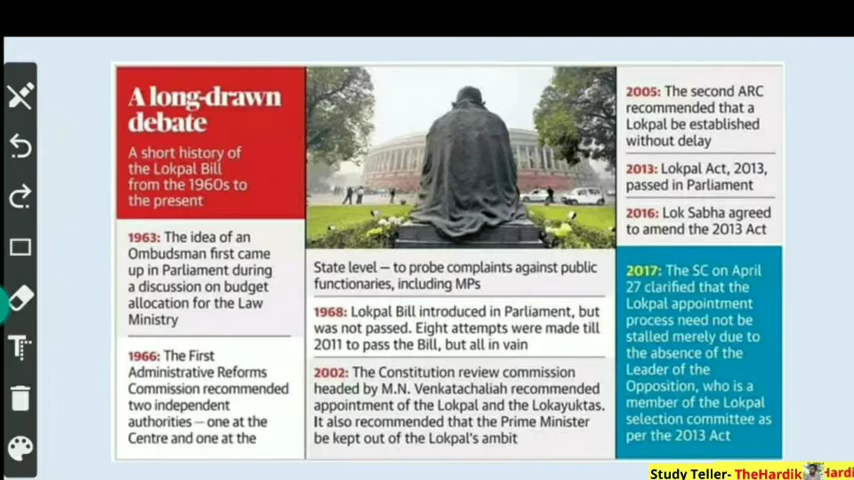 A long-drawn
debate
A short history of
the Lokpal Bill
from the 1960s to
the present
1963: The idea of an
Ombudsman first came
up in Parliament during
a discussion on budget
allocation for the Law
Ministry
1966: The First
Administrative Reforms
Commission recommended
two independent
authorities — one at the
Centre and one at the
State level — to probe complaints against public
functionaries, including MPs
1968: Lokpal Bill introduced in Parliament, but
was not passed. Eight attempts were made till
2011 to pass the Bill, but all in vain
2002: The Constitution review commission
headed by M.N. Venkatachaliah recommended
appointment of the Lokpal and the Lokayuktas.
It also recommended that the Prime Minister
be kept out of the Lokpal's ambit
2005: The second ARC
recommended that a
Lokpal be established
without delay
2013: Lokpal Act, 2013,
passed in Parliament
2016: Lok Sabha agreed
to amend the 2013 Act
2017: The SC on April
27 clarified that the
Lokpal appointment
process need not be
stalled merely due to
the absence of the
Leader of the
Opposition, who is a
member of the Lokpal
selection committee as
per the 2013 Act
T
Study Teller- TheHardik Hardi